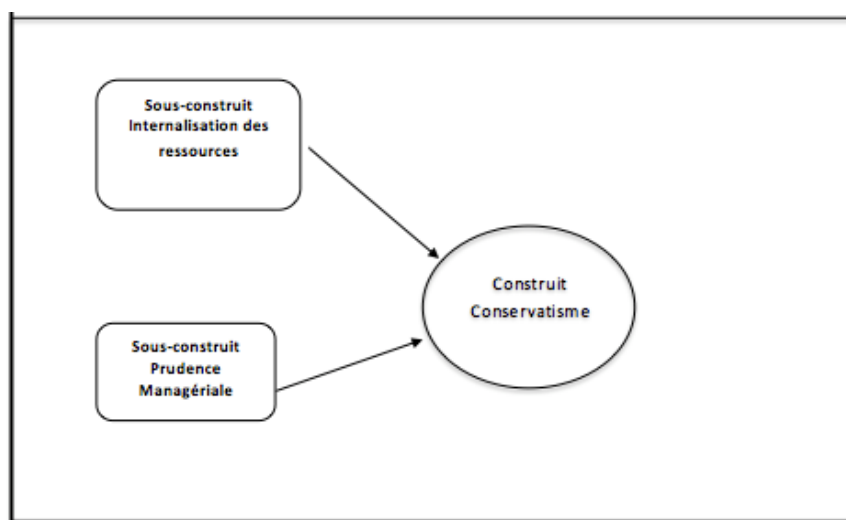 Sous-construit
Internalisation des
ressources
Construit
Conservatisme
Sous-construit
Prudence
Managériale